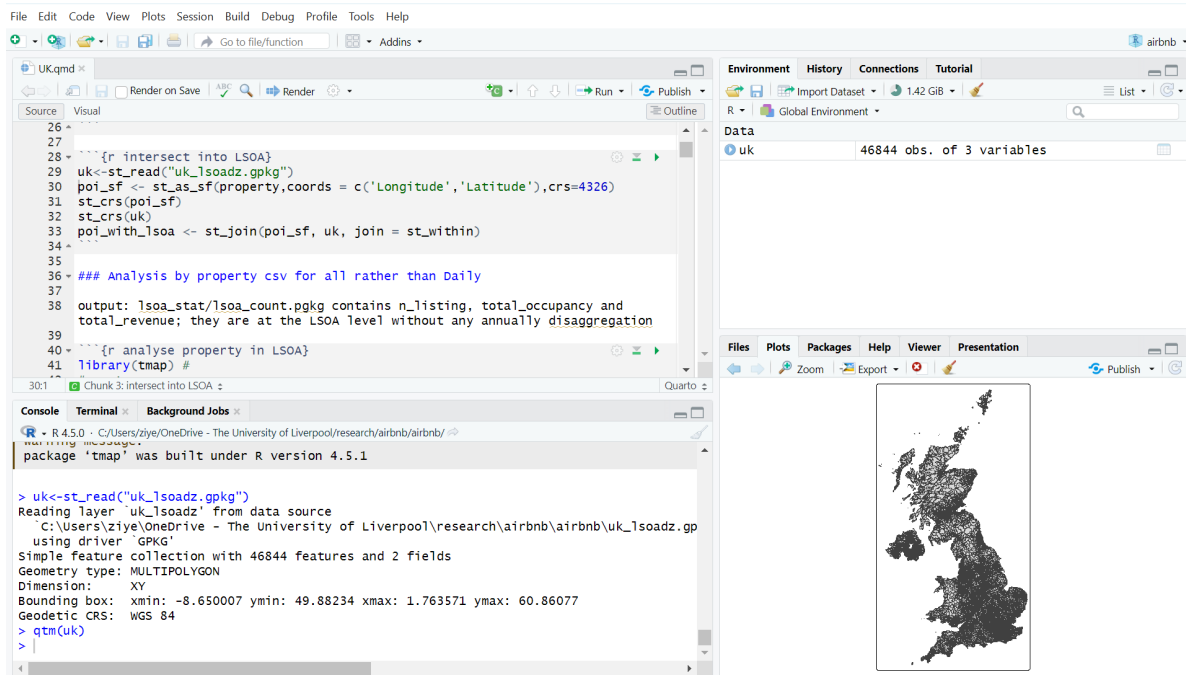 File Edit Code View Plots Session Build Debug Profile Tools Help
Go to file/function Addins airbnb
UK.qmd
Render on Save ABC Render Run Publish
Source Visual Outline
26 ```
27
28 ```{r intersect into LSOA}
29 uk<-st_read("uk_lsoadz.gpkg")
30 poi_sf <- st_as_sf(property,coords = c('Longitude','Latitude'),crs=4326)
31 st_crs(poi_sf)
32 st_crs(uk)
33 poi_with_lsoa <- st_join(poi_sf, uk, join = st_within)
34 ```
35
36 ### Analysis by property csv for all rather than Daily
37
38 output: lsoa_stat/lsoa_count.pgkg contains n_listing, total_occupancy and
total_revenue; they are at the LSOA level without any annually disaggregation
39
40 ```{r analyse property in LSOA}
41 library(tmap) #
30:1 C Chunk 3: intersect into LSOA Quarto
Console Terminal Background Jobs
R R 4.5.0 · C:/Users/ziye/OneDrive - The University of Liverpool/research/airbnb/airbnb/
warning message:
package ‘tmap’ was built under R version 4.5.1
> uk<-st_read("uk_lsoadz.gpkg")
Reading layer `uk_lsoadz' from data source
`C:\Users\ziye\OneDrive - The University of Liverpool\research\airbnb\airbnb\uk_lsoadz.gp
using driver `GPKG'
Simple feature collection with 46844 features and 2 fields
Geometry type: MULTIPOLYGON
Dimension: XY
Bounding box: xmin: -8.650007 ymin: 49.88234 xmax: 1.763571 ymax: 60.86077
Geodetic CRS: WGS 84
> qtm(uk)
>
Environment History Connections Tutorial
Import Dataset 1.42 GiB List
R Global Environment
Data
uk 46844 obs. of 3 variables
Files Plots Packages Help Viewer Presentation
Zoom Export Publish